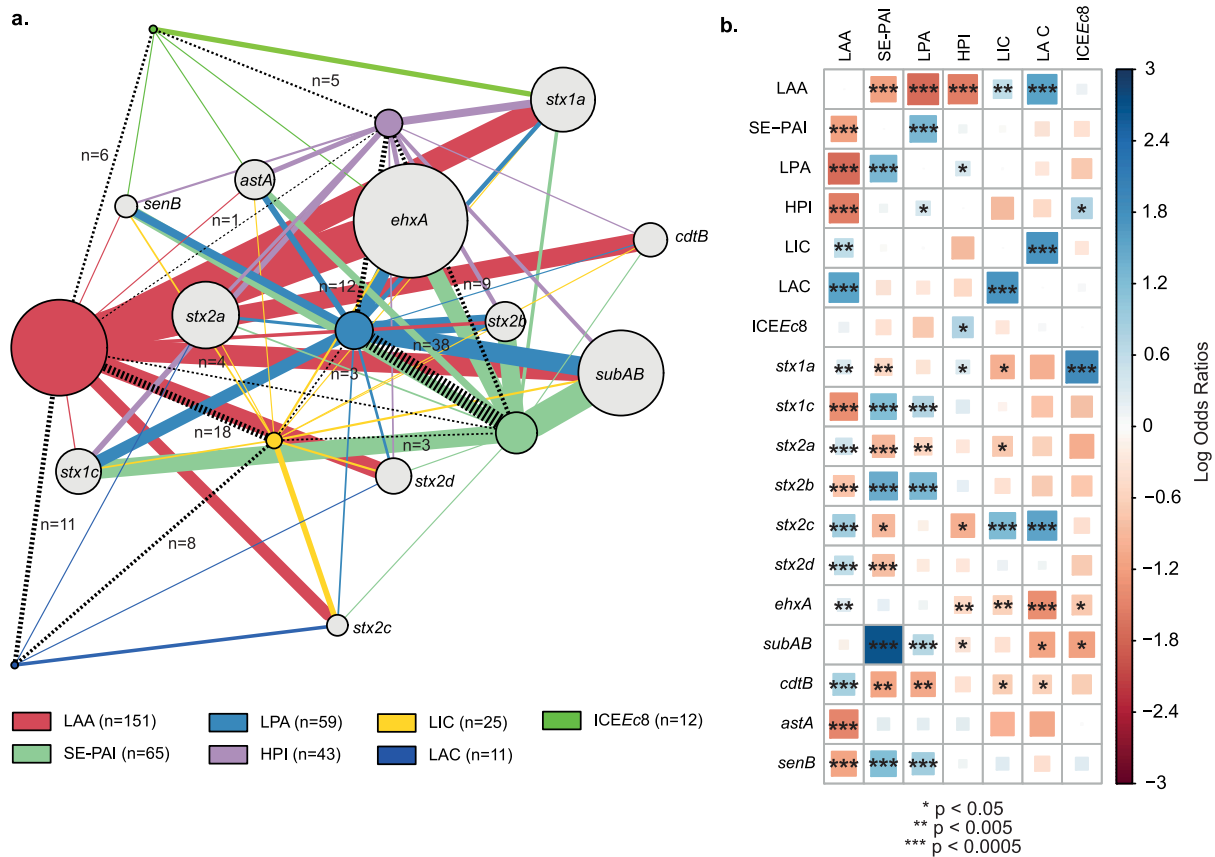 a.
n=5
stx1a
n=6
astA
senB
n=1
ehxA
cdtB
n=12
n=9
stx2a
stx2b
n=38
n=4
n=3
subAB
n=18
n=3
stx1c
stx2d
n=11
n=8
stx2c
LAA (n=151)
LPA (n=59)
LIC (n=25)
ICEEc8 (n=12)
SE-PAI (n=65)
HPI (n=43)
LAC (n=11)
b.
LAA SE-PAI LPA HPI LIC LA C ICEEc8
LAA *** *** *** ** ***
SE−PAI *** ***
LPA *** *** *
HPI *** * *
LIC ** ***
LAC *** ***
ICEEc8 *
stx1a ** ** * * ***
stx1c *** *** ***
stx2a *** *** ** *
stx2b *** *** ***
stx2c *** * * *** ***
stx2d *** ***
ehxA ** ** ** *** *
subAB *** *** * * *
cdtB *** ** ** * *
astA ***
senB *** *** ***
3
2.4
1.8
1.2
0.6
0
−0.6
−1.2
−1.8
−2.4
−3
Log Odds Ratios
* p < 0.05
** p < 0.005
*** p < 0.0005